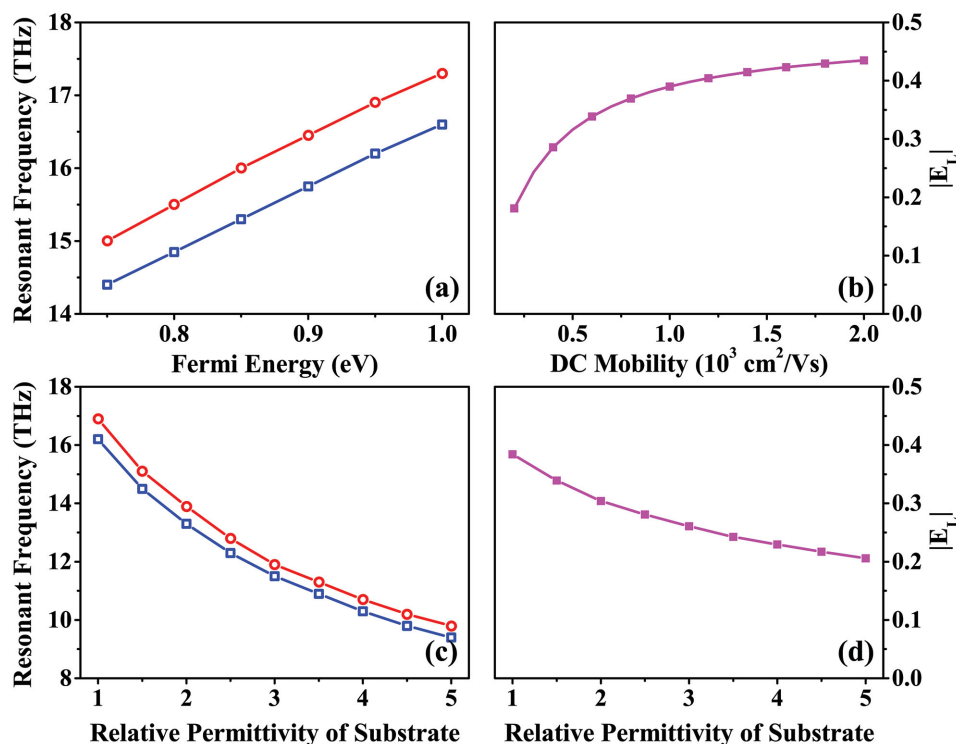 18
17
16
15
14
Resonant Frequency (THz)
0.8 0.9 1.0
Fermi Energy (eV)
(a)
0.5
0.4
0.3
0.2
0.1
0.0
|E_L|
0.5 1.0 1.5 2.0
DC Mobility (10³ cm²/Vs)
(b)
18
16
14
12
10
8
Resonant Frequency (THz)
1 2 3 4 5
Relative Permittivity of Substrate
(c)
0.5
0.4
0.3
0.2
0.1
0.0
|E_L|
1 2 3 4 5
Relative Permittivity of Substrate
(d)